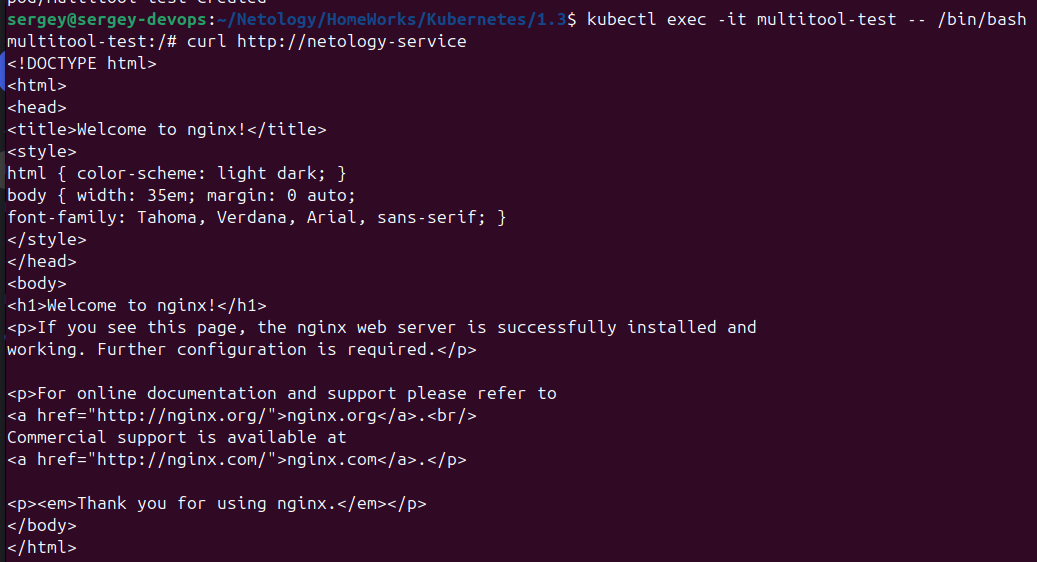 pod/multitool-test created
sergey@sergey-devops:~/Netology/HomeWorks/Kubernetes/1.3$ kubectl exec -it multitool-test -- /bin/bash
multitool-test:/# curl http://netology-service
<!DOCTYPE html>
<html>
<head>
<title>Welcome to nginx!</title>
<style>
html { color-scheme: light dark; }
body { width: 35em; margin: 0 auto;
font-family: Tahoma, Verdana, Arial, sans-serif; }
</style>
</head>
<body>
<h1>Welcome to nginx!</h1>
<p>If you see this page, the nginx web server is successfully installed and
working. Further configuration is required.</p>

<p>For online documentation and support please refer to
<a href="http://nginx.org/">nginx.org</a>.<br/>
Commercial support is available at
<a href="http://nginx.com/">nginx.com</a>.</p>

<p><em>Thank you for using nginx.</em></p>
</body>
</html>